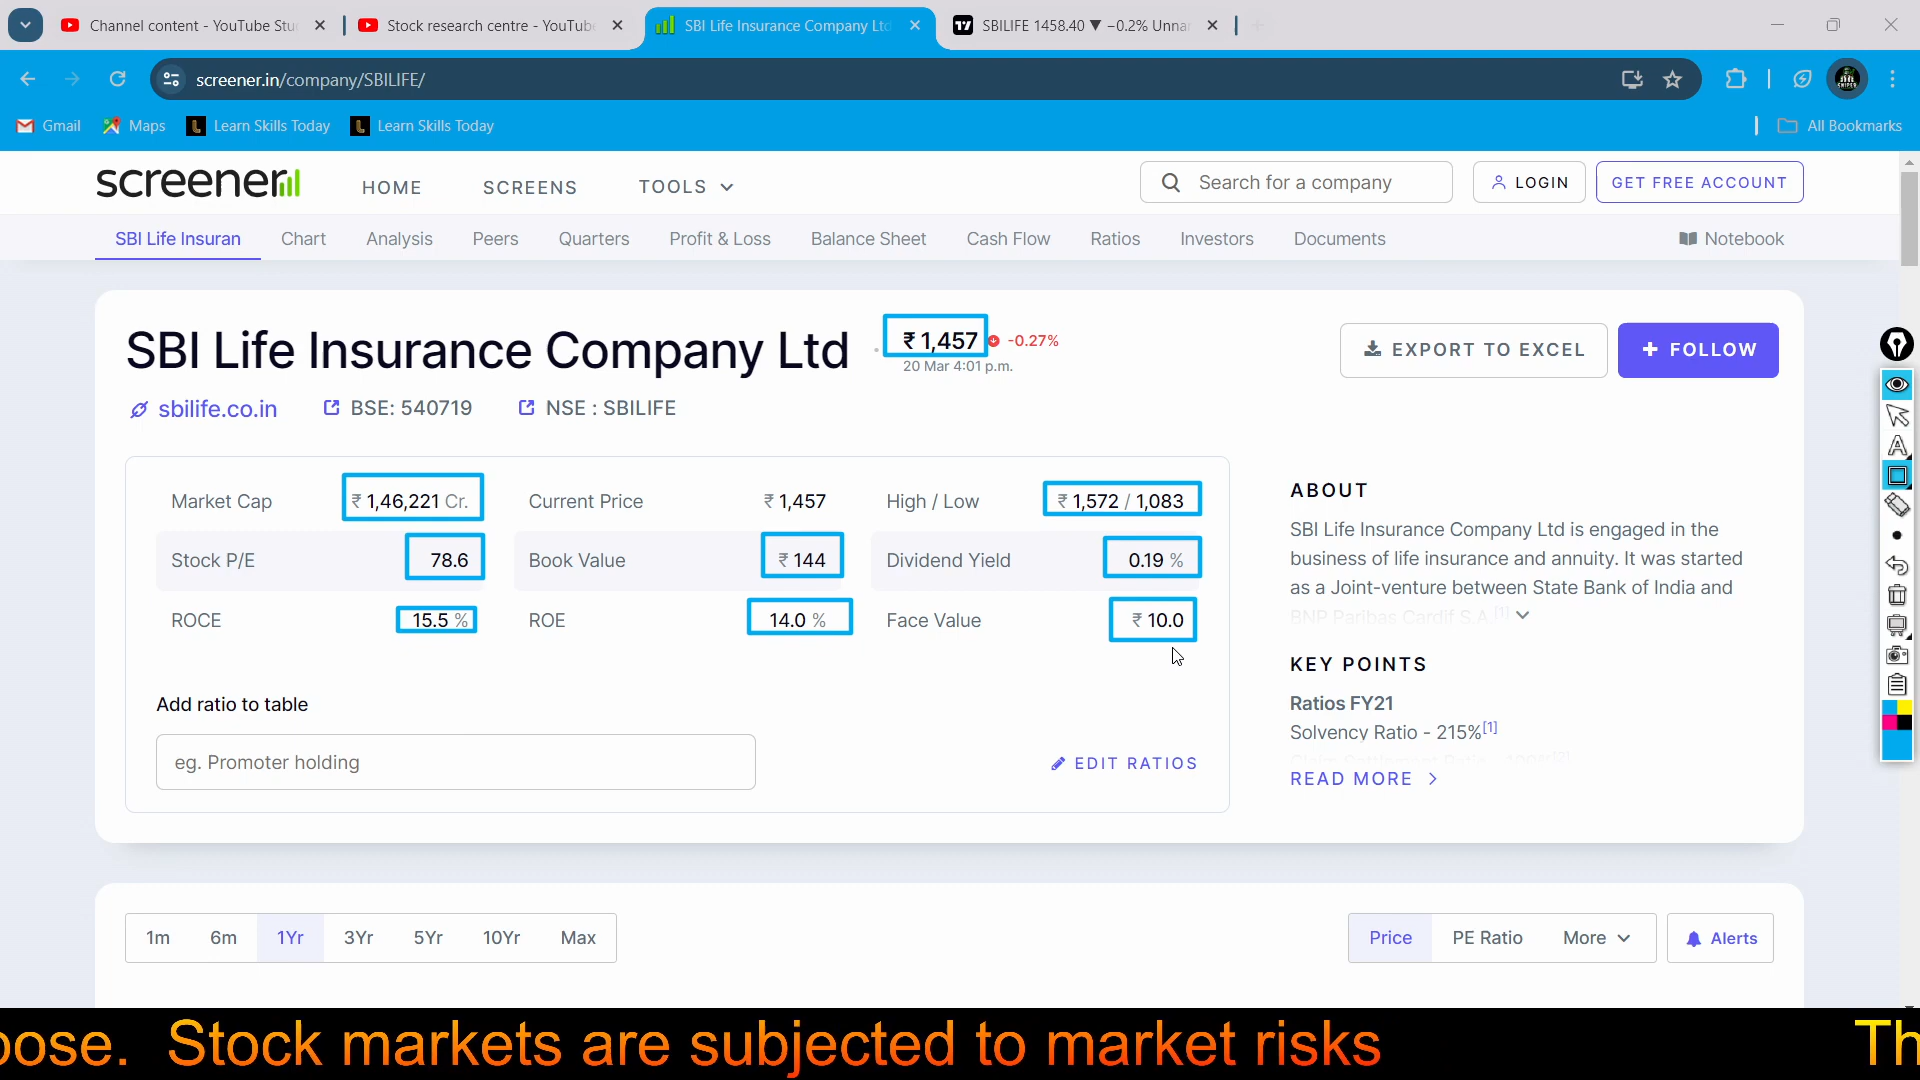 Channel content - YouTube Stu
Stock research centre - YouTube
SBI Life Insurance Company Ltd
SBILIFE 1458.40 ▼ −0.2% Unna
screener.in/company/SBILIFE/
Gmail
Maps
Learn Skills Today
Learn Skills Today
All Bookmarks
screener
HOME
SCREENS
TOOLS
Search for a company
LOGIN
GET FREE ACCOUNT
SBI Life Insuran
Chart
Analysis
Peers
Quarters
Profit & Loss
Balance Sheet
Cash Flow
Ratios
Investors
Documents
Notebook
SBI Life Insurance Company Ltd
₹ 1,457
-0.27%
20 Mar 4:01 p.m.
EXPORT TO EXCEL
+ FOLLOW
sbilife.co.in
BSE: 540719
NSE : SBILIFE
Market Cap ₹ 1,46,221 Cr.
Current Price ₹ 1,457
High / Low ₹ 1,572 / 1,083
Stock P/E 78.6
Book Value ₹ 144
Dividend Yield 0.19 %
ROCE 15.5 %
ROE 14.0 %
Face Value ₹ 10.0
Add ratio to table
eg. Promoter holding
EDIT RATIOS
ABOUT
SBI Life Insurance Company Ltd is engaged in the
business of life insurance and annuity. It was started
as a Joint-venture between State Bank of India and
BNP Paribas Cardif S.A.[1]
KEY POINTS
Ratios FY21
Solvency Ratio - 215%[1]
READ MORE
1m
6m
1Yr
3Yr
5Yr
10Yr
Max
Price
PE Ratio
More
Alerts
pose. Stock markets are subjected to market risks
Th